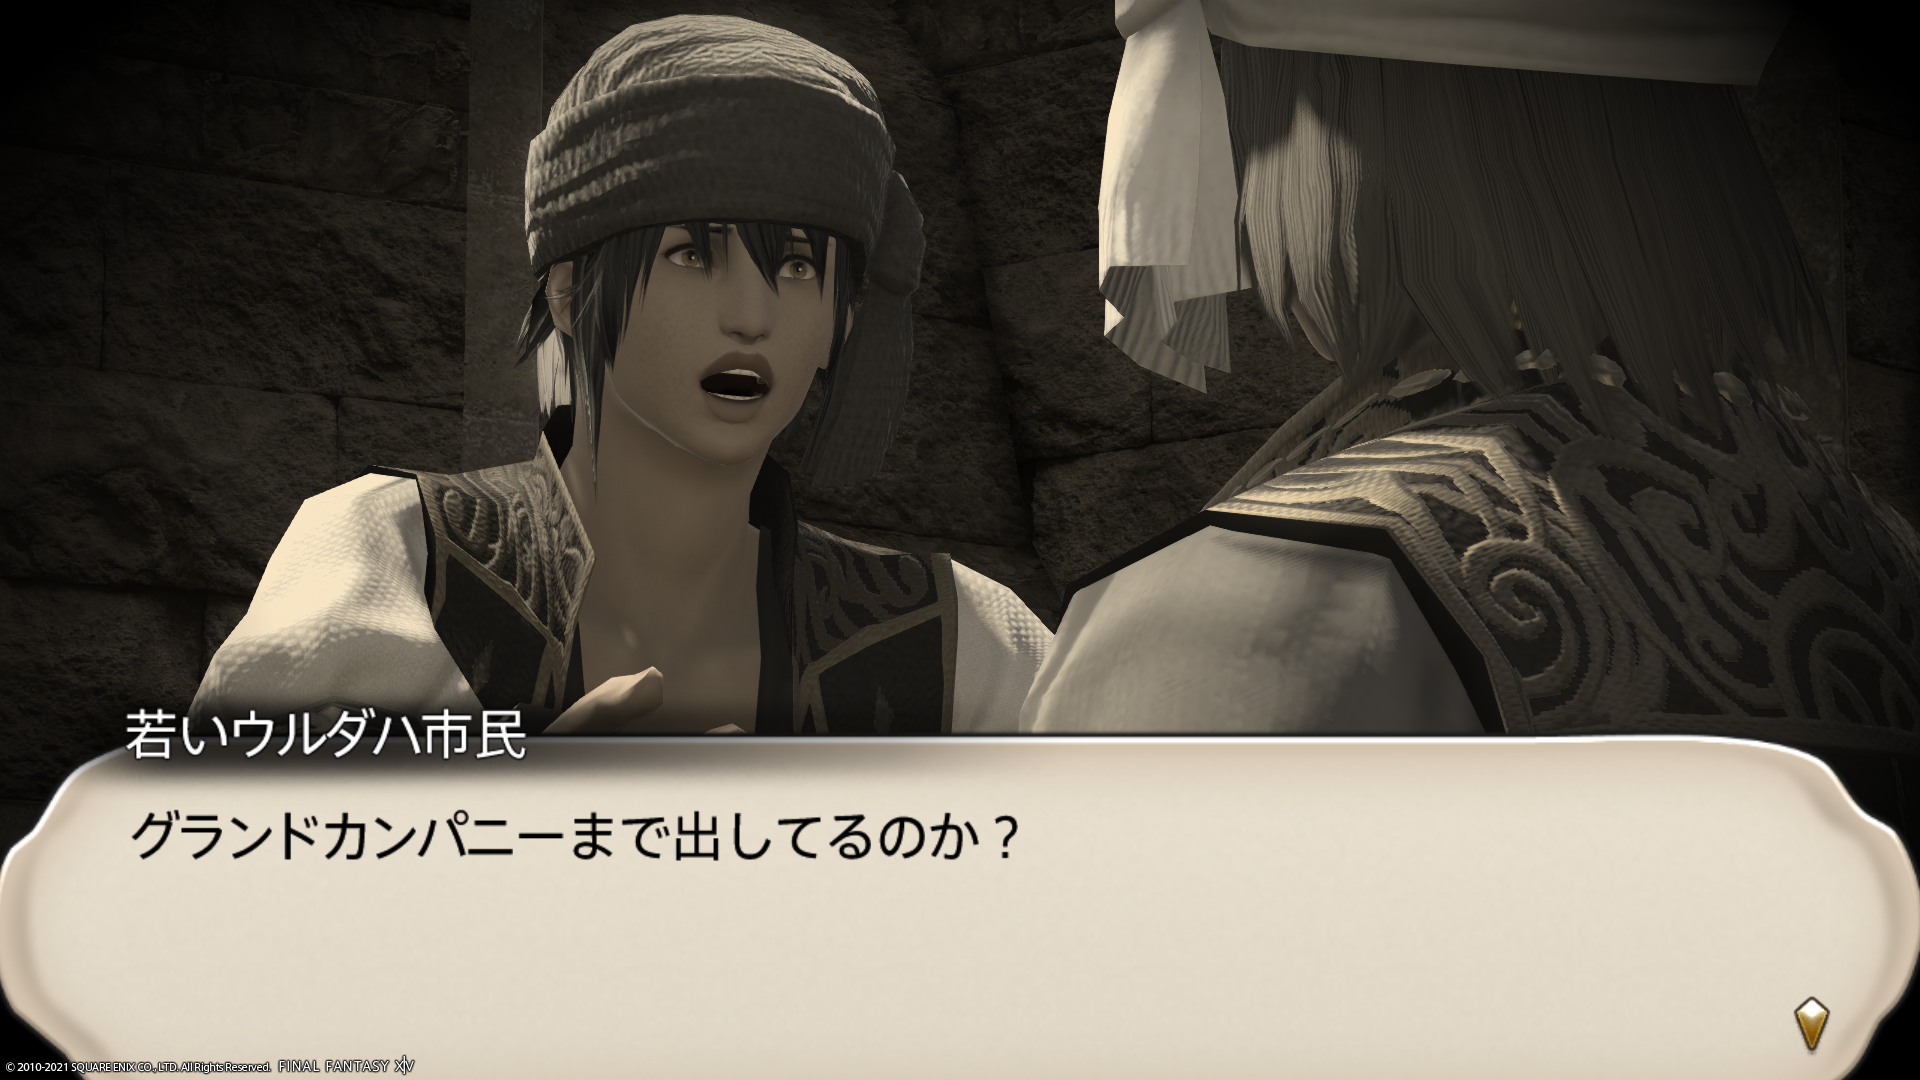 若いウルダハ市民
グランドカンパニーまで出してるのか？
© 2010-2021 SQUARE ENIX CO., LTD. All Rights Reserved. FINAL FANTASY XIV